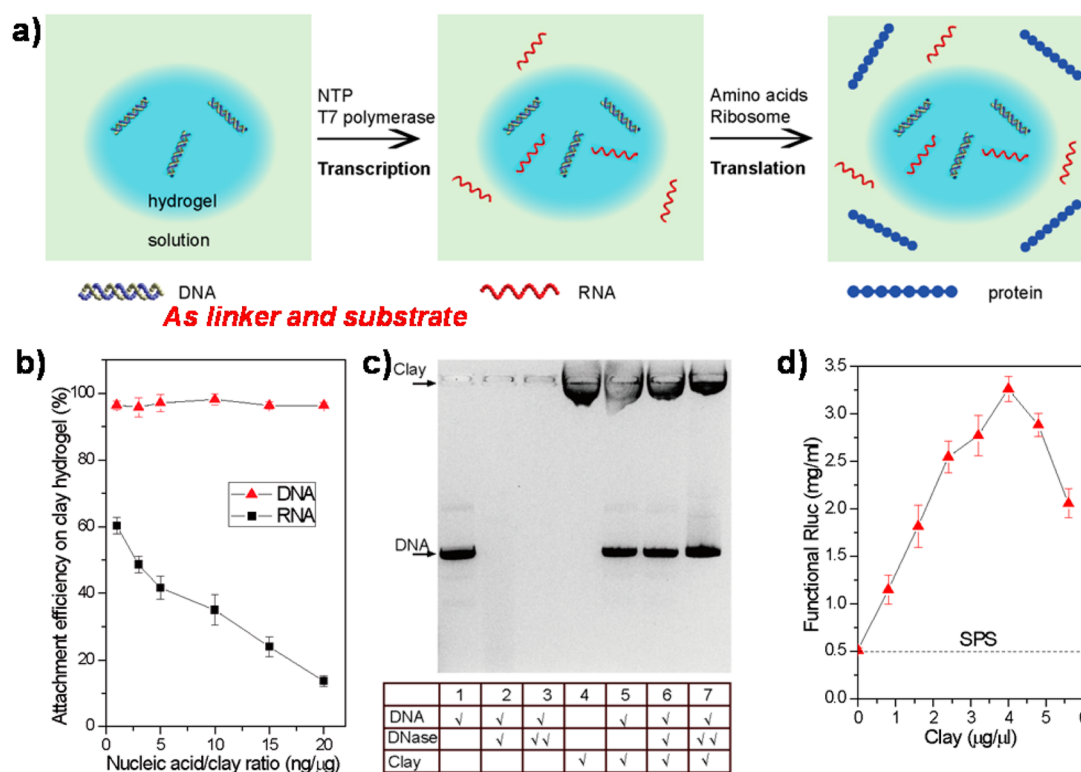 a)
NTP
T7 polymerase
Transcription
Amino acids
Ribosome
Translation
hydrogel
solution
DNA
RNA
protein
As linker and substrate
b)
Attachment efficiency on clay hydrogel (%)
100
80
60
40
20
0
DNA
RNA
0 5 10 15 20
Nucleic acid/clay ratio (ng/μg)
c)
Clay
DNA
1 2 3 4 5 6 7
DNA √ √ √ √ √ √
DNase √ √√ √ √√
Clay √ √ √ √
d)
Functional Rluc (mg/ml)
3.5
3.0
2.5
2.0
1.5
1.0
0.5
0.0
SPS
0 1 2 3 4 5 6
Clay (μg/μl)